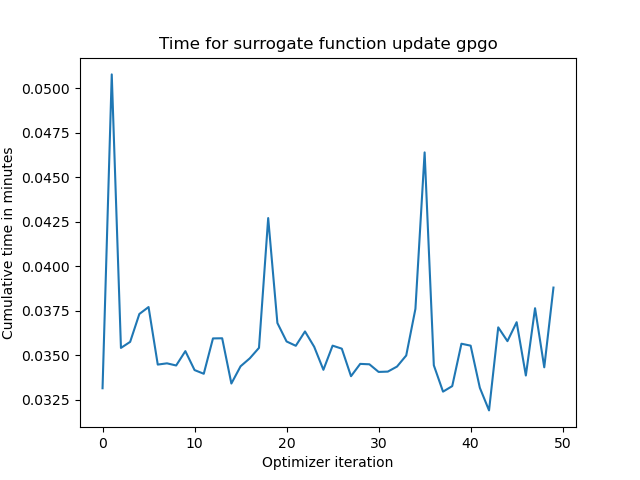 Time for surrogate function update gpgo
Cumulative time in minutes
0.0500
0.0475
0.0450
0.0425
0.0400
0.0375
0.0350
0.0325
0 10 20 30 40 50
Optimizer iteration